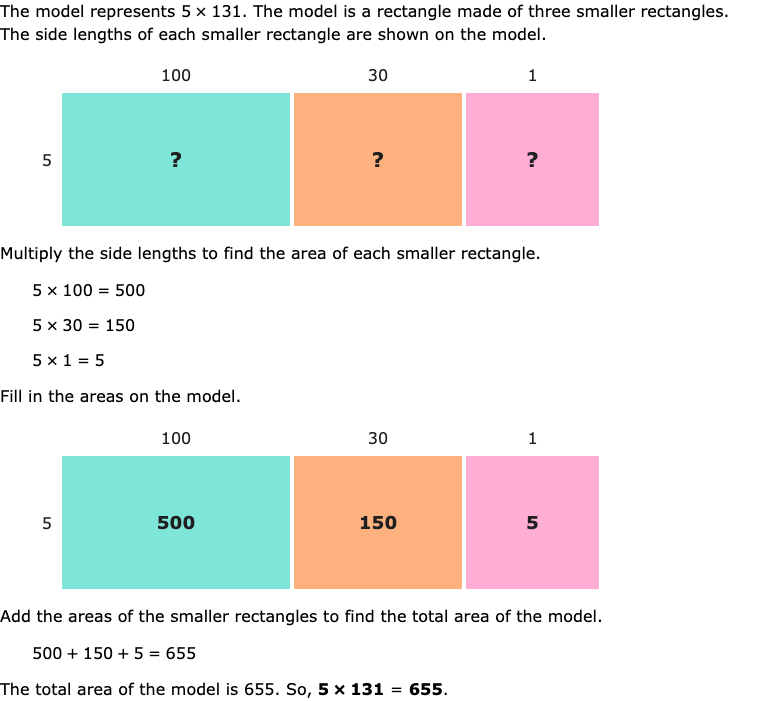 The model represents 5 × 131. The model is a rectangle made of three smaller rectangles.
The side lengths of each smaller rectangle are shown on the model.
100 30 1
5 ? ? ?
Multiply the side lengths to find the area of each smaller rectangle.
5 × 100 = 500
5 × 30 = 150
5 × 1 = 5
Fill in the areas on the model.
100 30 1
5 500 150 5
Add the areas of the smaller rectangles to find the total area of the model.
500 + 150 + 5 = 655
The total area of the model is 655. So, 5 × 131 = 655.